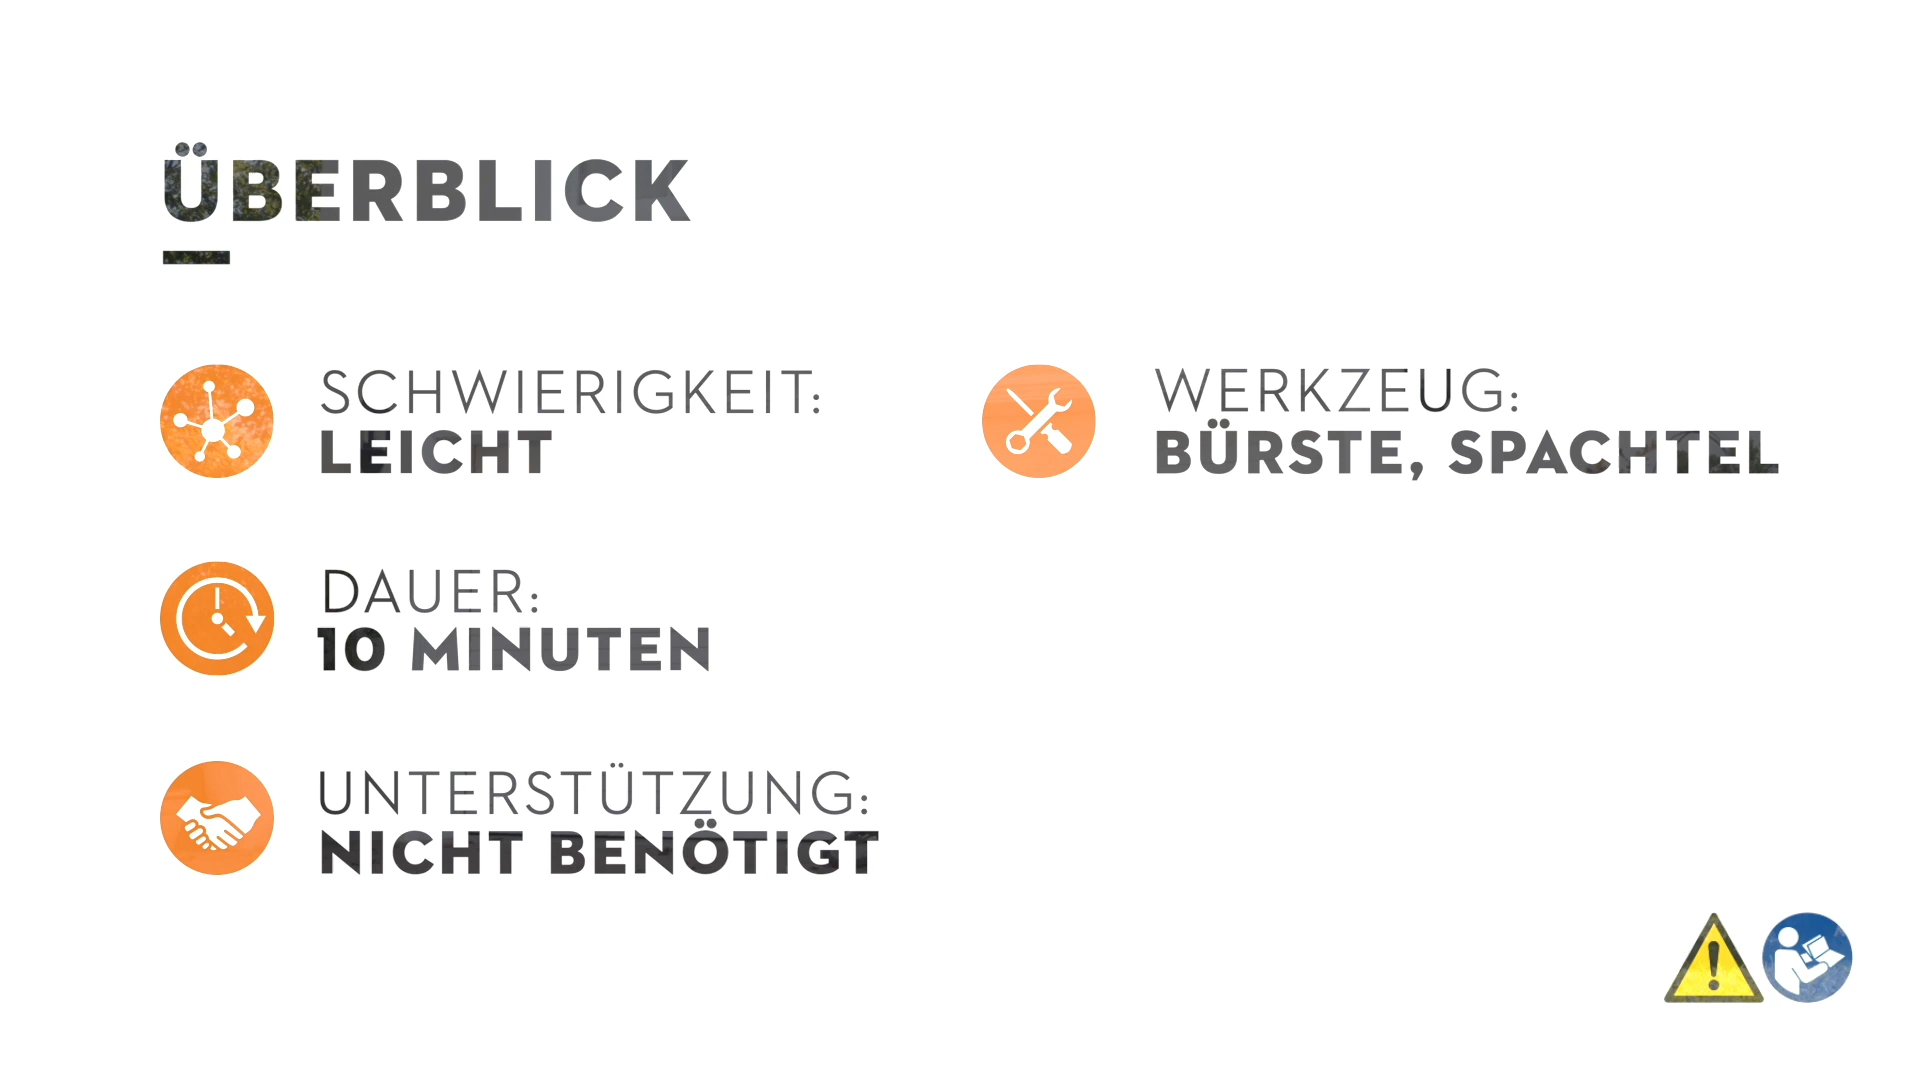 ÜBERBLICK
SCHWIERIGKEIT:
LEICHT
DAUER:
10 MINUTEN
UNTERSTÜTZUNG:
NICHT BENÖTIGT
WERKZEUG:
BÜRSTE, SPACHTEL